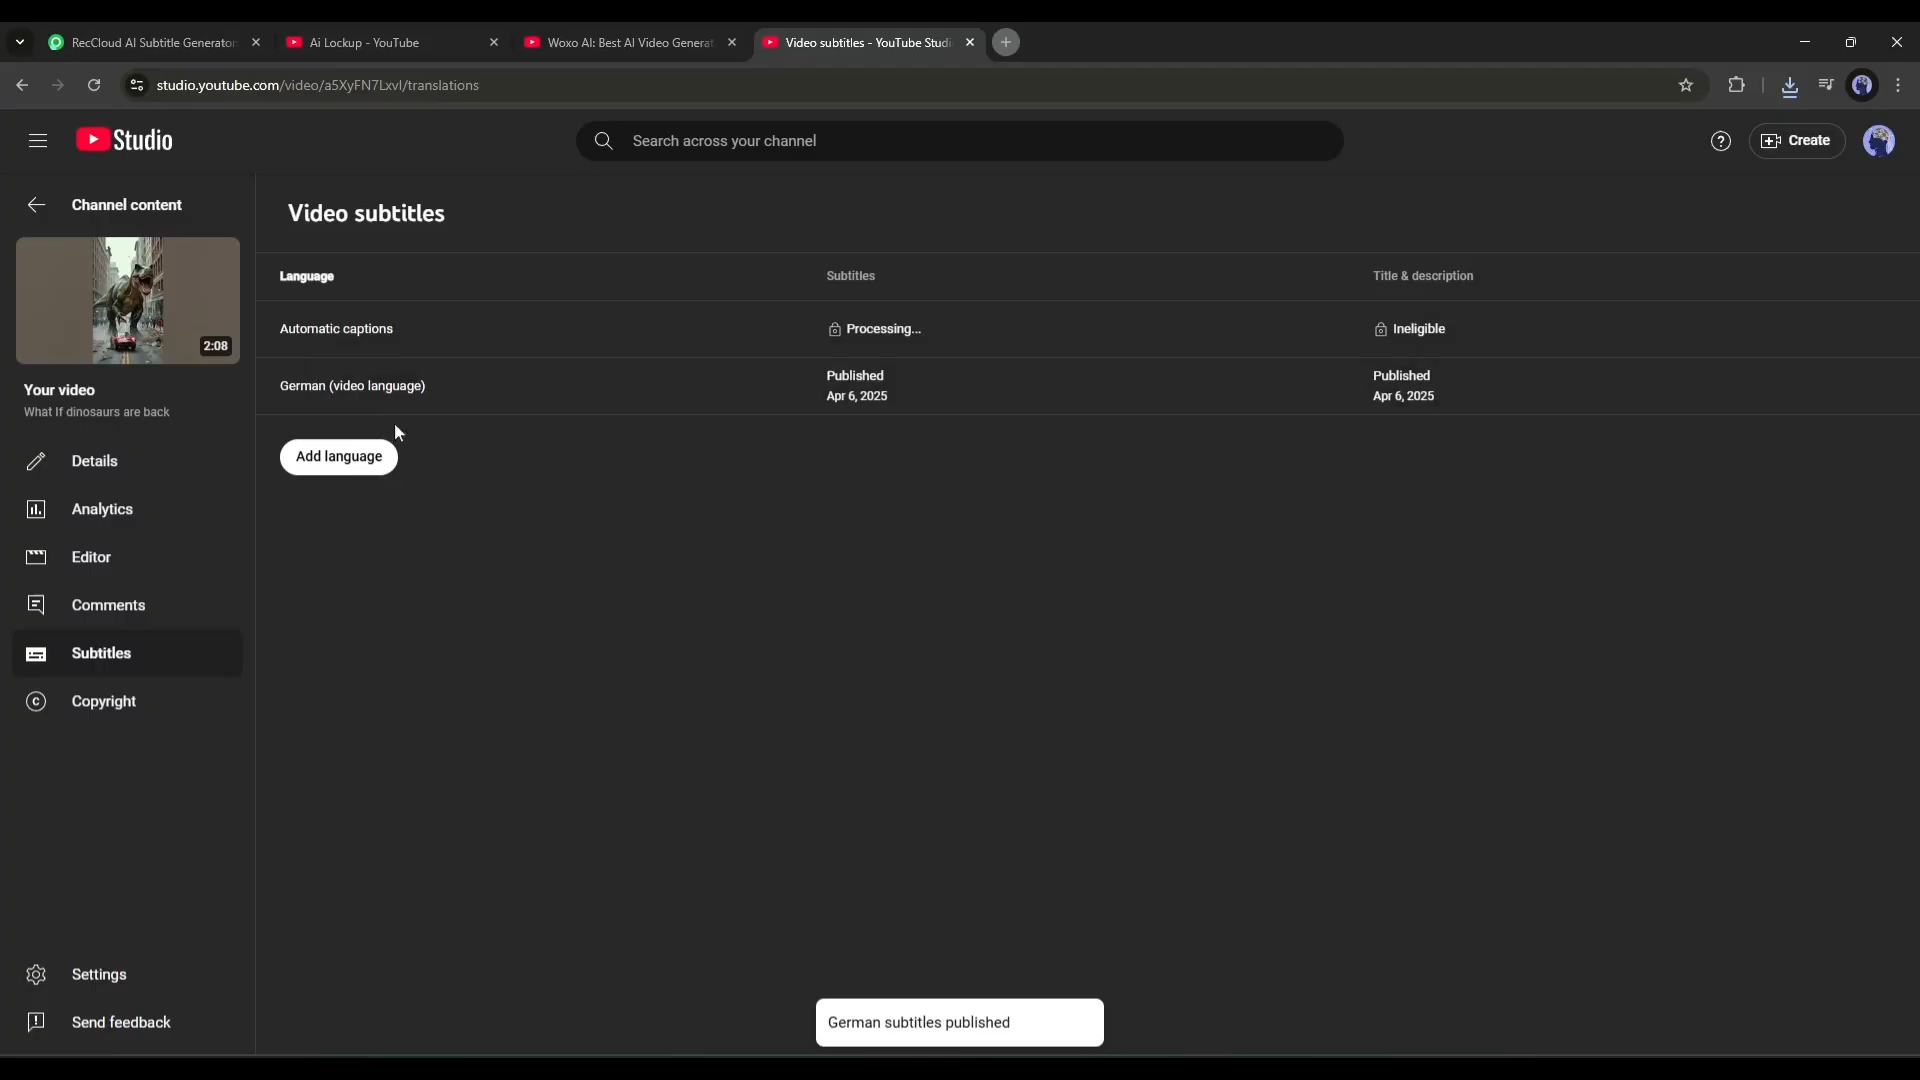 RecCloud AI Subtitle Generator
Ai Lockup - YouTube
Woxo AI: Best AI Video Generat
Video subtitles - YouTube Studi
studio.youtube.com/video/a5XyFN7Lxvl/translations
Studio
Search across your channel
Create
Channel content
2:08
Your video
What If dinosaurs are back
Details
Analytics
Editor
Comments
Subtitles
Copyright
Settings
Send feedback
Video subtitles
Language
Subtitles
Title & description
Automatic captions
Processing...
Ineligible
German (video language)
Published
Apr 6, 2025
Published
Apr 6, 2025
Add language
German subtitles published